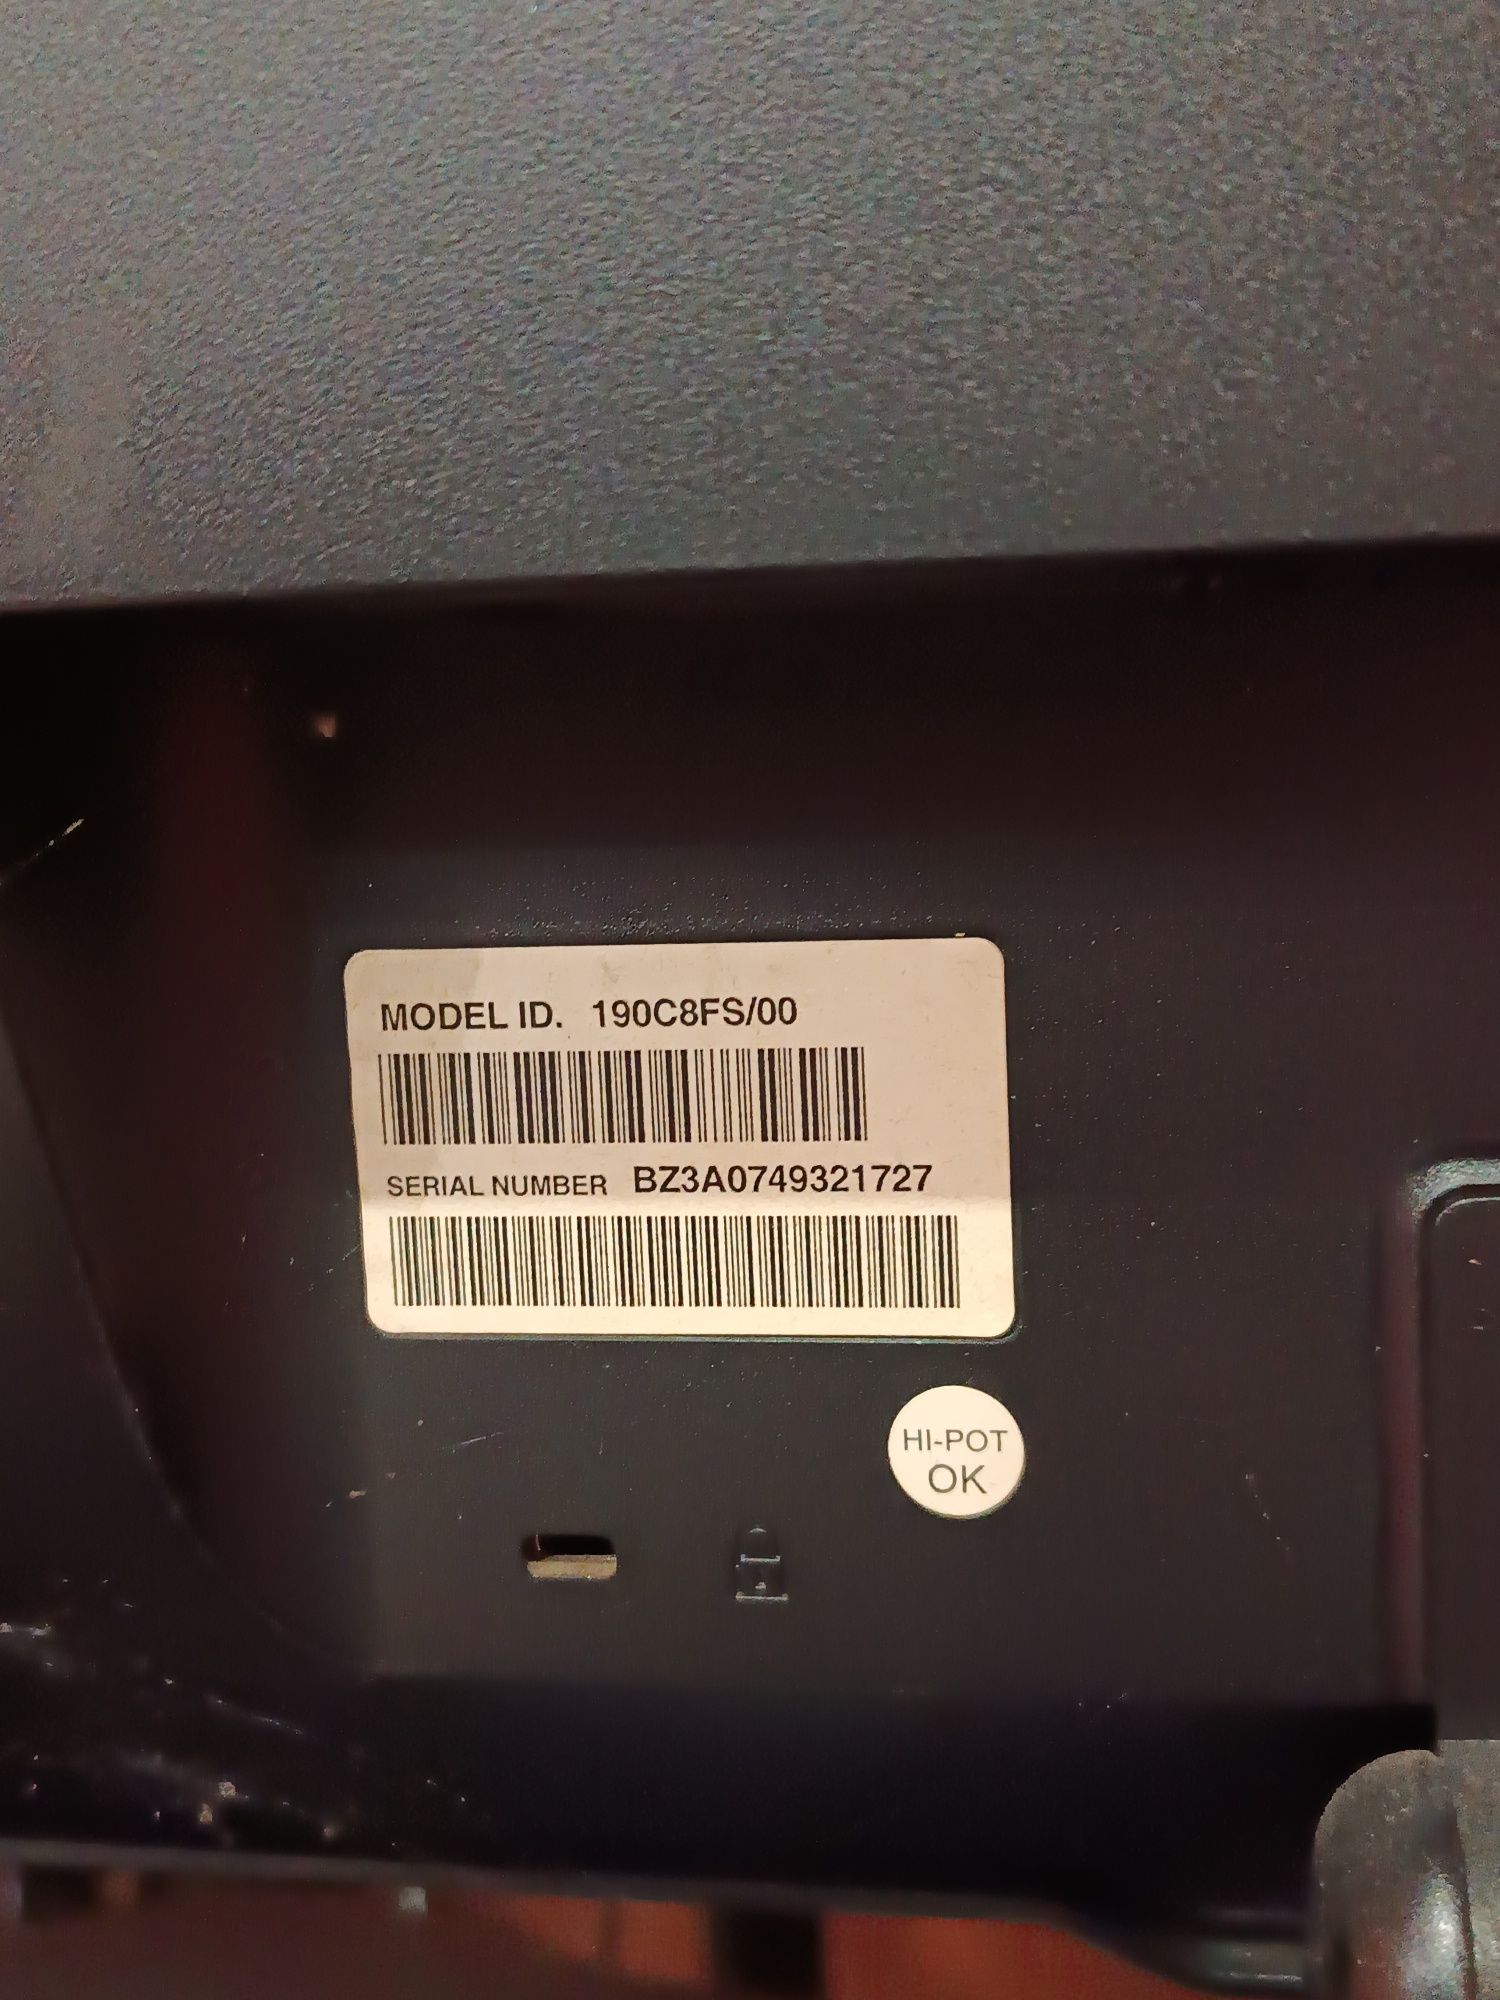 MODEL ID. 190C8FS/00
SERIAL NUMBER BZ3A0749321727
HI-POT
OK